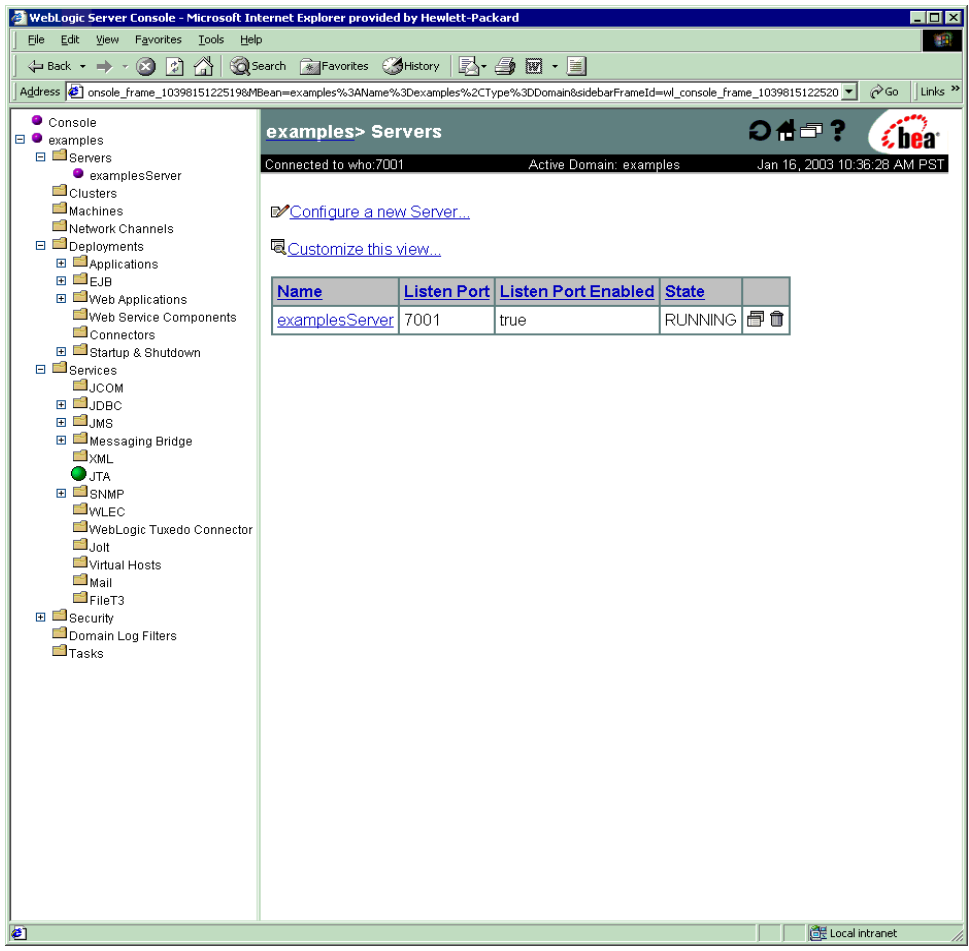 WebLogic Server Console - Microsoft Internet Explorer provided by Hewlett-Packard
File Edit View Favorites Tools Help
Back Search Favorites History
Address onsole_frame_1039815122519&MBean=examples%3AName%3Dexamples%2CType%3DDomain&sidebarFrameId=wl_console_frame_1039815122520 Go Links »
Console
examples
Servers
examplesServer
Clusters
Machines
Network Channels
Deployments
Applications
EJB
Web Applications
Web Service Components
Connectors
Startup & Shutdown
Services
JCOM
JDBC
JMS
Messaging Bridge
XML
JTA
SNMP
WLEC
WebLogic Tuxedo Connector
Jolt
Virtual Hosts
Mail
FileT3
Security
Domain Log Filters
Tasks
examples> Servers
? bea
Connected to who:7001 Active Domain: examples Jan 16, 2003 10:36:28 AM PST
Configure a new Server...
Customize this view...
Name Listen Port Listen Port Enabled State
examplesServer 7001 true RUNNING
Local intranet